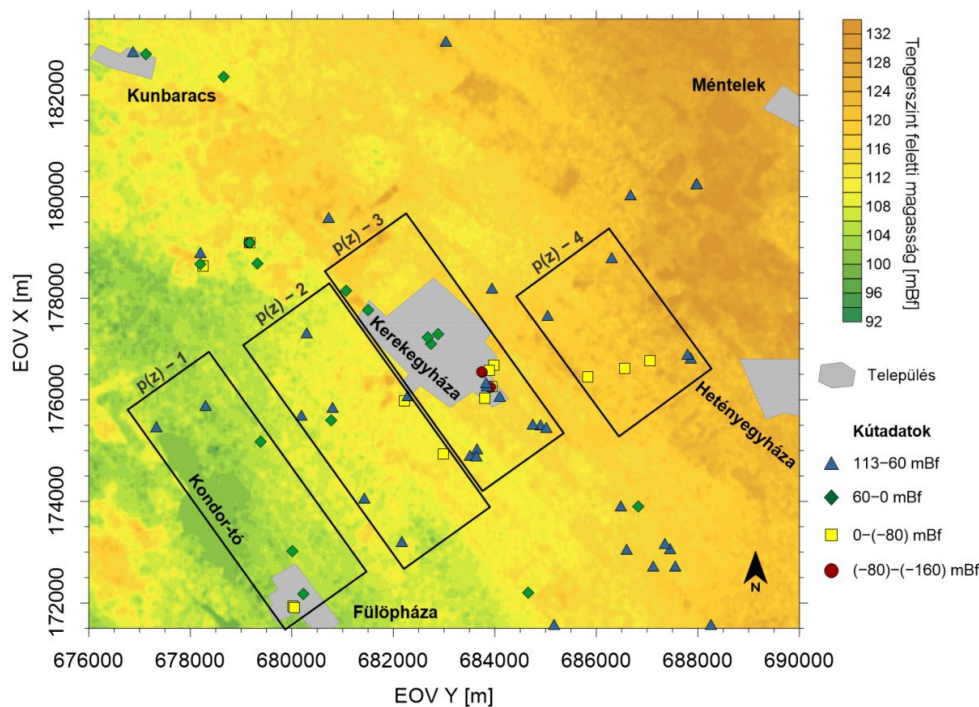 Kunbaracs
Méntelek
p(z) – 3
p(z) – 4
p(z) – 2
Kerekegyháza
p(z) – 1
Hetényegyháza
Kondor-tó
Fülöpháza
N
182000
180000
178000
176000
174000
172000
EOV X [m]
676000 678000 680000 682000 684000 686000 688000 690000
EOV Y [m]
132
128
124
120
116
112
108
104
100
96
92
Tengerszint feletti magasság [mBf]
Település
Kútadatok
113–60 mBf
60–0 mBf
0–(−80) mBf
(−80)–(−160) mBf